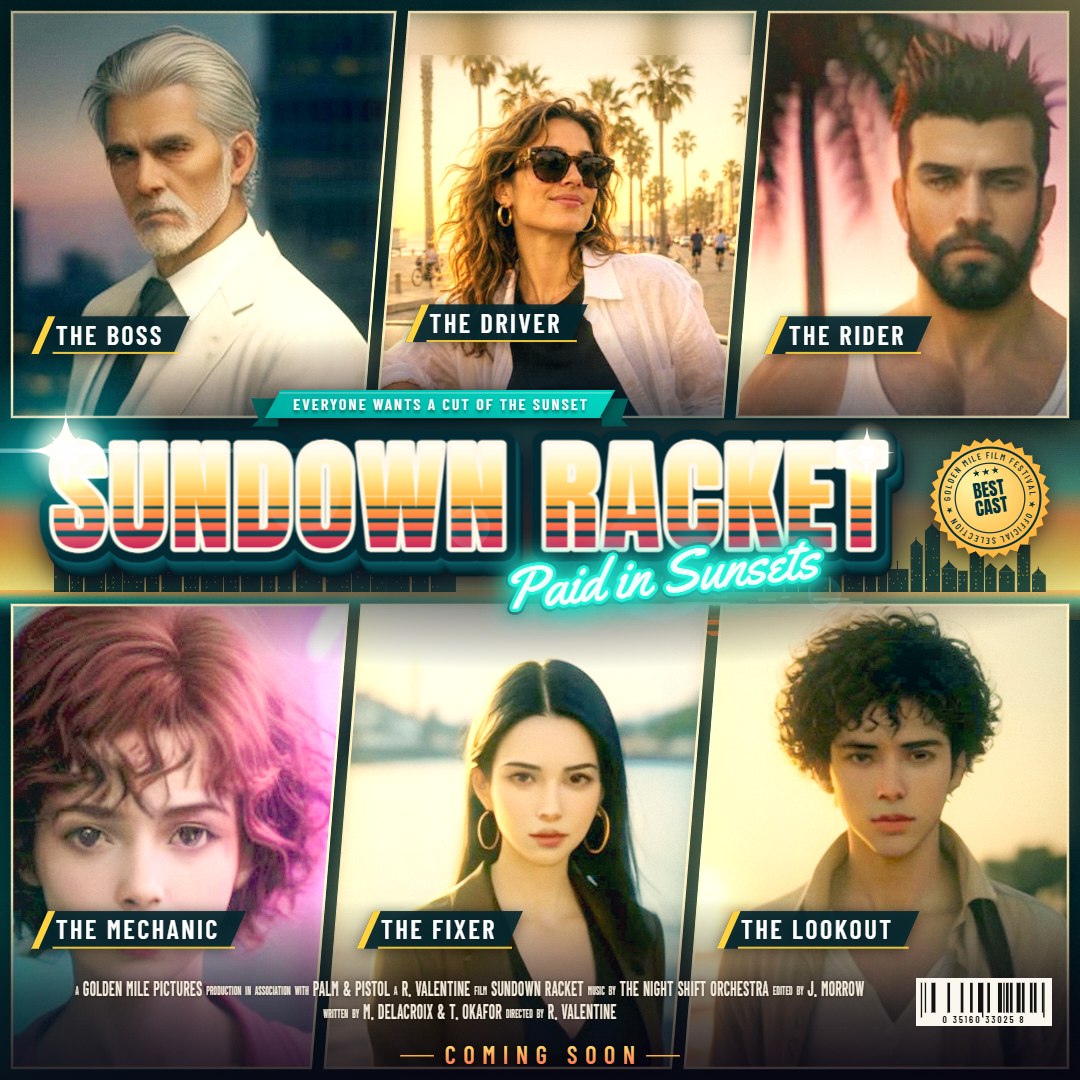 THE BOSS
THE DRIVER
THE RIDER
EVERYONE WANTS A CUT OF THE SUNSET
SUNDOWN RACKET
Paid in Sunsets
GOLDEN MILE FILM FESTIVAL
BEST
CAST
OFFICIAL SELECTION
THE MECHANIC
THE FIXER
THE LOOKOUT
A GOLDEN MILE PICTURES PRODUCTION IN ASSOCIATION WITH PALM & PISTOL A R. VALENTINE FILM SUNDOWN RACKET MUSIC BY THE NIGHT SHIFT ORCHESTRA EDITED BY J. MORROW
WRITTEN BY M. DELACROIX & T. OKAFOR DIRECTED BY R. VALENTINE
0 35160 33025 8
COMING SOON